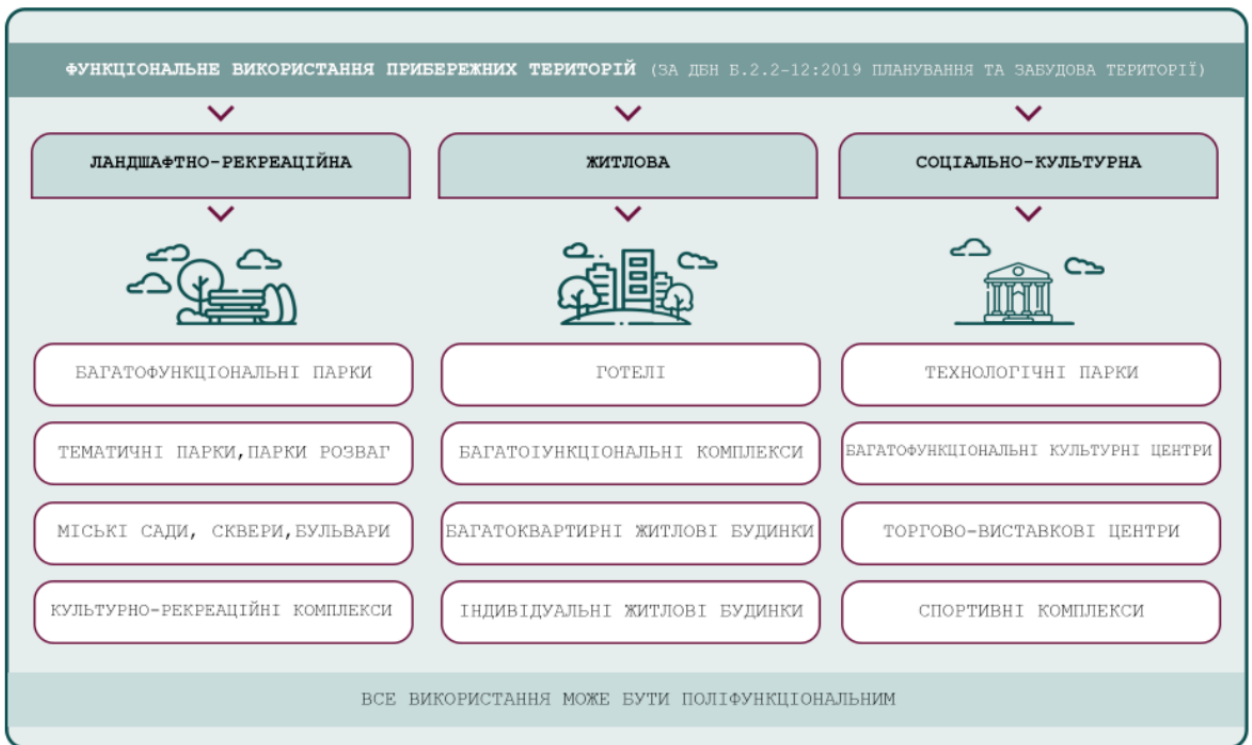 ФУНКЦІОНАЛЬНЕ ВИКОРИСТАННЯ ПРИБЕРЕЖНИХ ТЕРИТОРІЙ (ЗА ДБН Б.2.2-12:2019 ПЛАНУВАННЯ ТА ЗАБУДОВА ТЕРИТОРІЇ)
ЛАНДШАФТНО-РЕКРЕАЦІЙНА
БАГАТОФУНКЦІОНАЛЬНІ ПАРКИ
ТЕМАТИЧНІ ПАРКИ,ПАРКИ РОЗВАГ
МІСЬКІ САДИ, СКВЕРИ,БУЛЬВАРИ
КУЛЬТУРНО-РЕКРЕАЦІЙНІ КОМПЛЕКСИ
ЖИТЛОВА
ГОТЕЛІ
БАГАТОІУНКЦІОНАЛЬНІ КОМПЛЕКСИ
БАГАТОКВАРТИРНІ ЖИТЛОВІ БУДИНКИ
ІНДИВІДУАЛЬНІ ЖИТЛОВІ БУДИНКИ
СОЦІАЛЬНО-КУЛЬТУРНА
ТЕХНОЛОГІЧНІ ПАРКИ
БАГАТОФУНКЦІОНАЛЬНІ КУЛЬТУРНІ ЦЕНТРИ
ТОРГОВО-ВИСТАВКОВІ ЦЕНТРИ
СПОРТИВНІ КОМПЛЕКСИ
ВСЕ ВИКОРИСТАННЯ МОЖЕ БУТИ ПОЛІФУНКЦІОНАЛЬНИМ